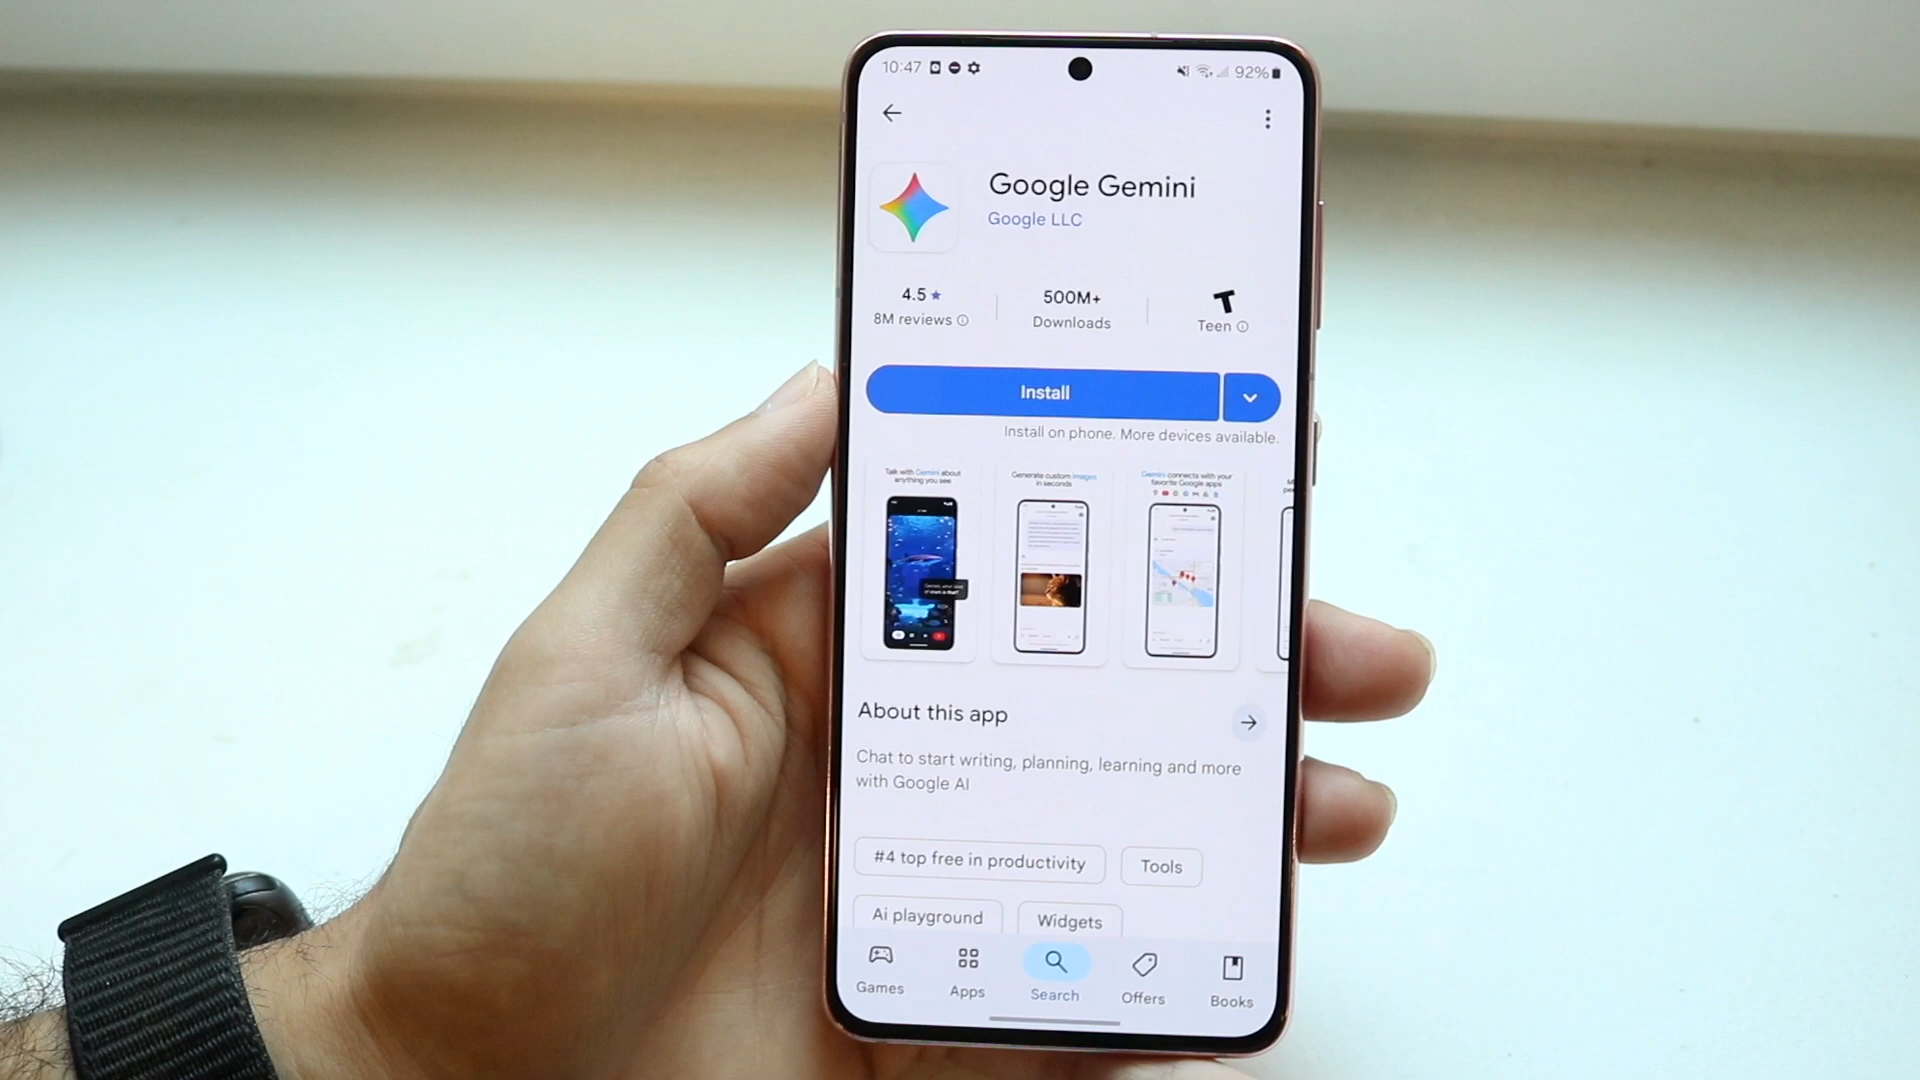 10:47
92%
Google Gemini
Google LLC
4.5★
8M reviews
500M+
Downloads
T
Teen
Install
Install on phone. More devices available.
Talk with Gemini about
anything you see
Generate custom images
in seconds
Gemini connects with your
favorite Google apps
About this app
Chat to start writing, planning, learning and more
with Google AI
#4 top free in productivity
Tools
Ai playground
Widgets
Games
Apps
Search
Offers
Books